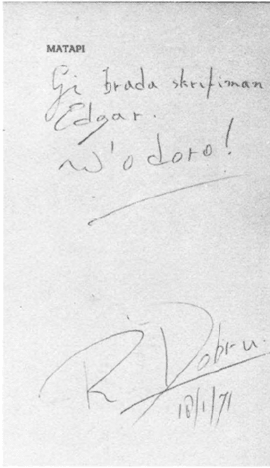 MATAPI
Gi brada skrifiman
Edgar.
W'o doro!
R. Dobru.
18/1/71